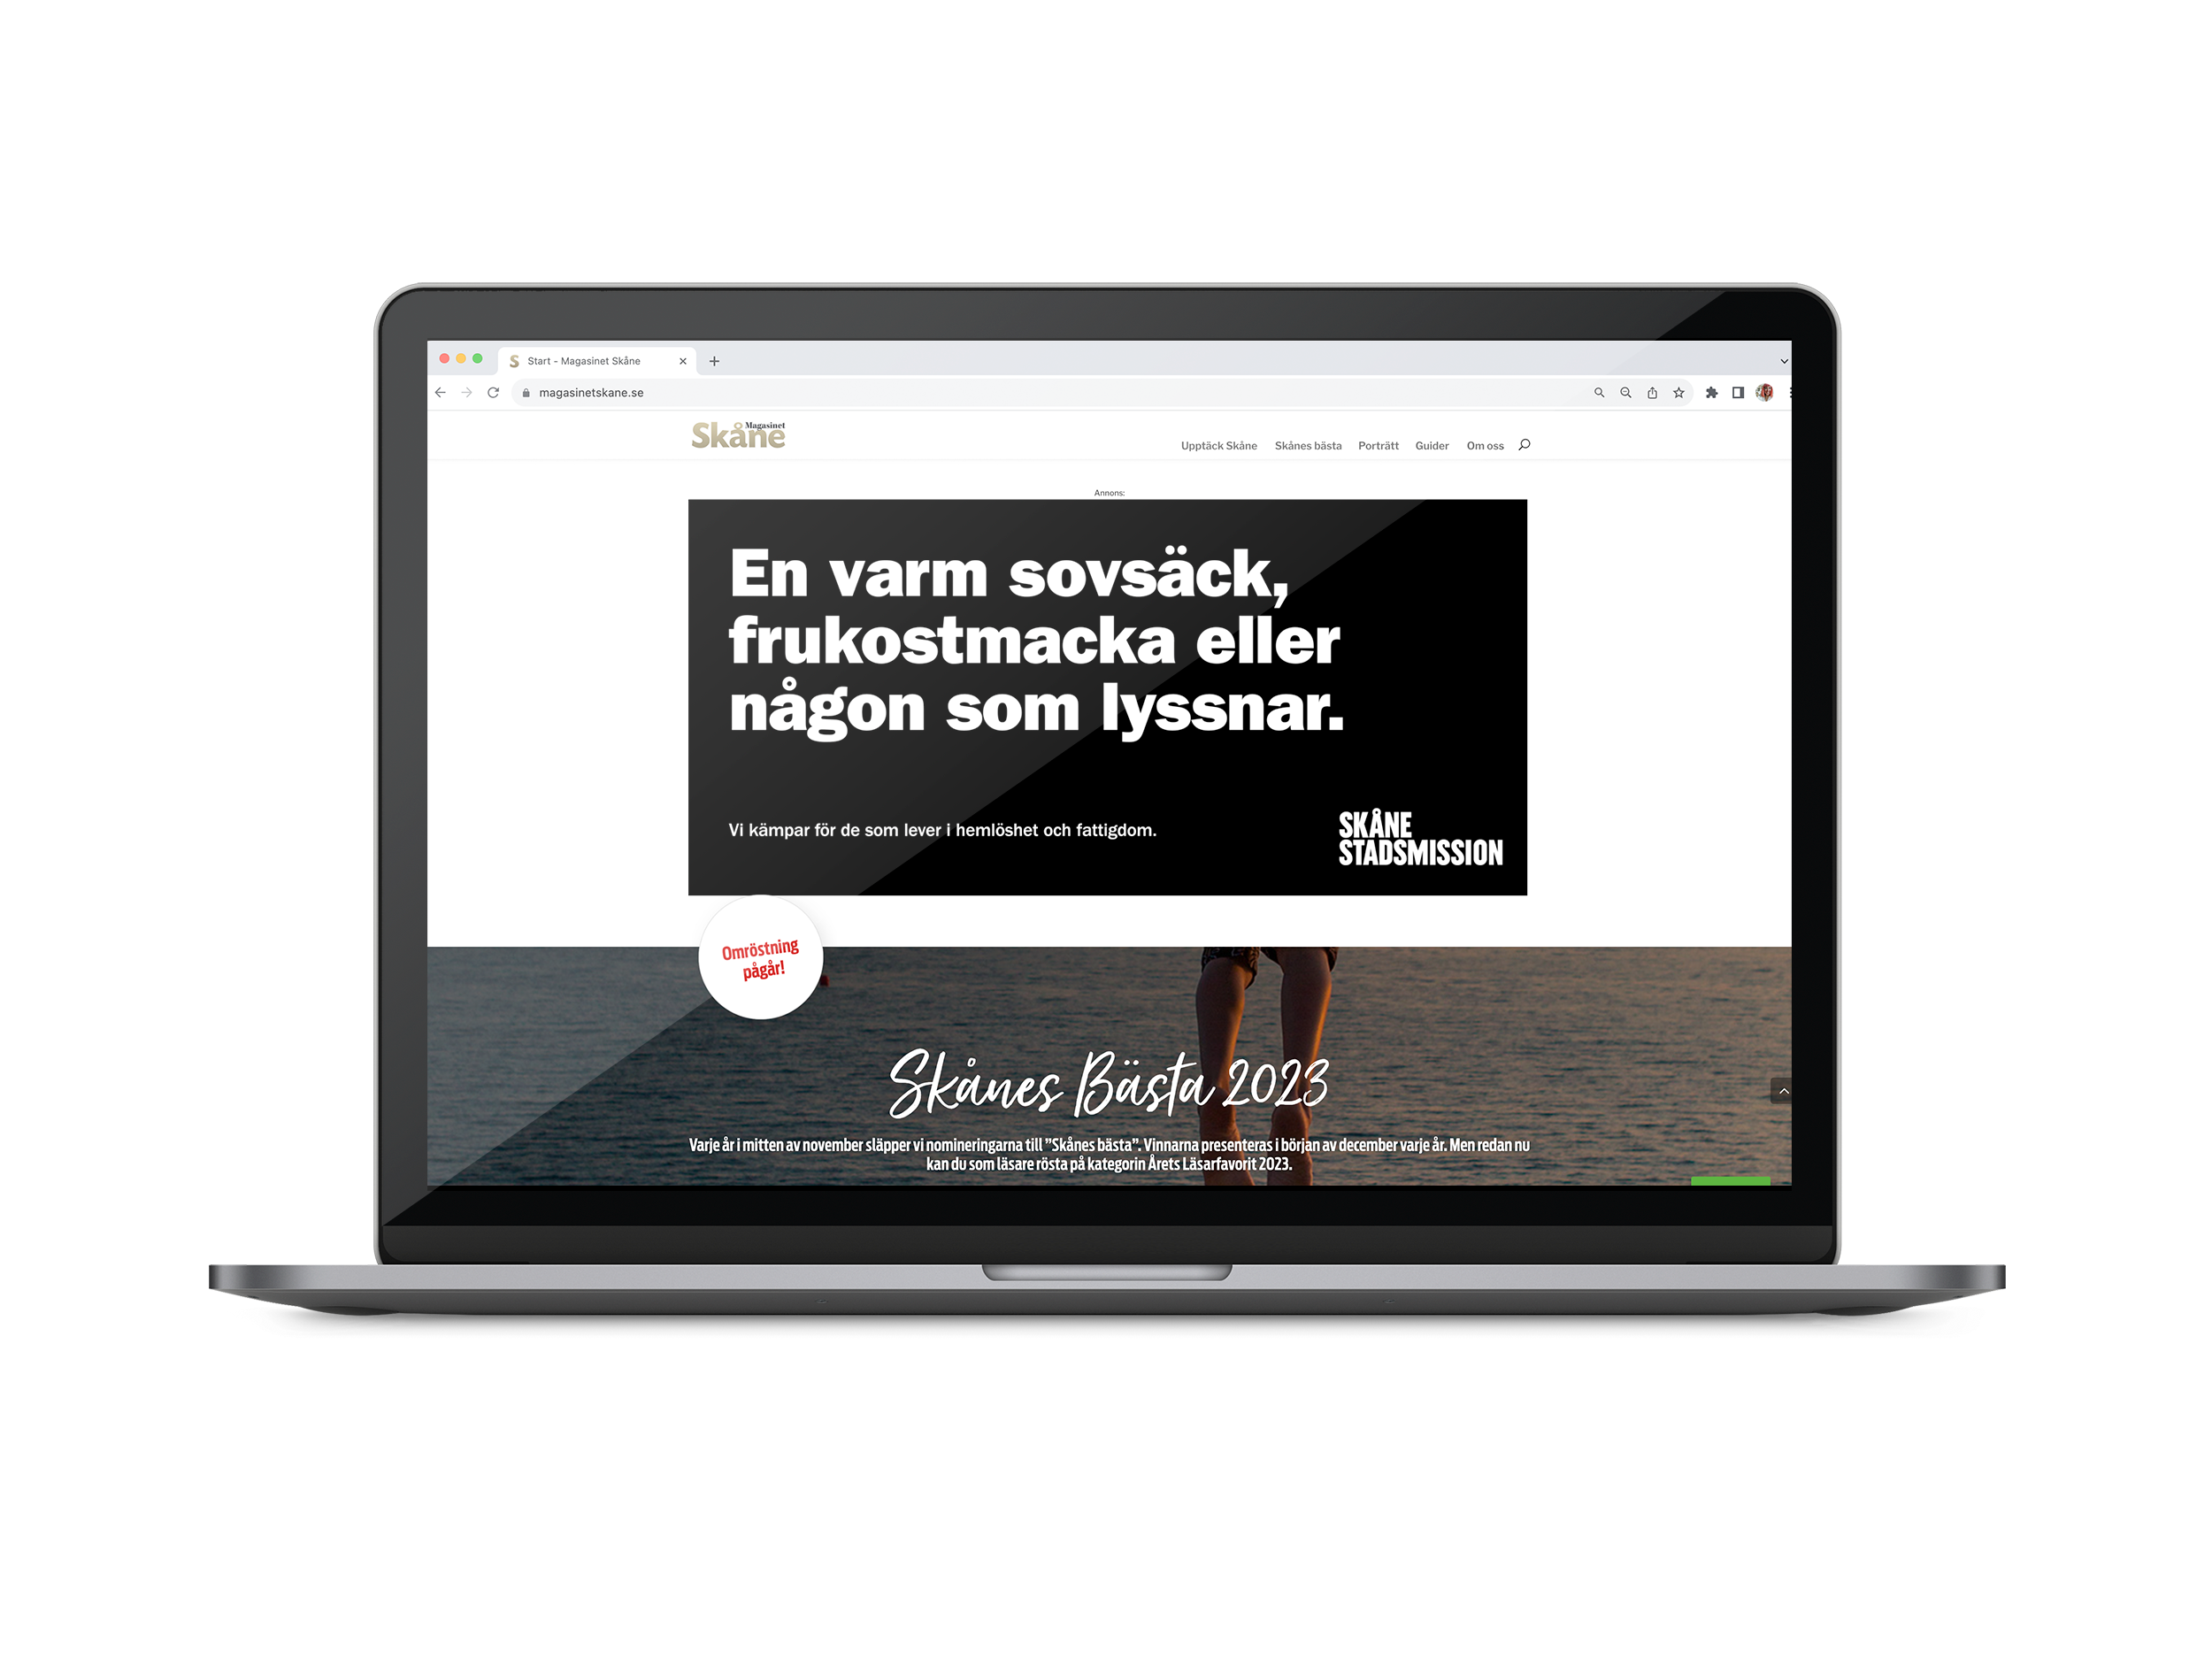 Start - Magasinet Skåne
magasinetskane.se
Magasinet
Skåne
Upptäck Skåne Skånes bästa Porträtt Guider Om oss
Annons:
En varm sovsäck,
frukostmacka eller
någon som lyssnar.
Vi kämpar för de som lever i hemlöshet och fattigdom.
SKÅNE
STADSMISSION
Omröstning
pågår!
Skånes Bästa 2023
Varje år i mitten av november släpper vi nomineringarna till ”Skånes bästa”. Vinnarna presenteras i början av december varje år. Men redan nu
kan du som läsare rösta på kategorin Årets Läsarfavorit 2023.